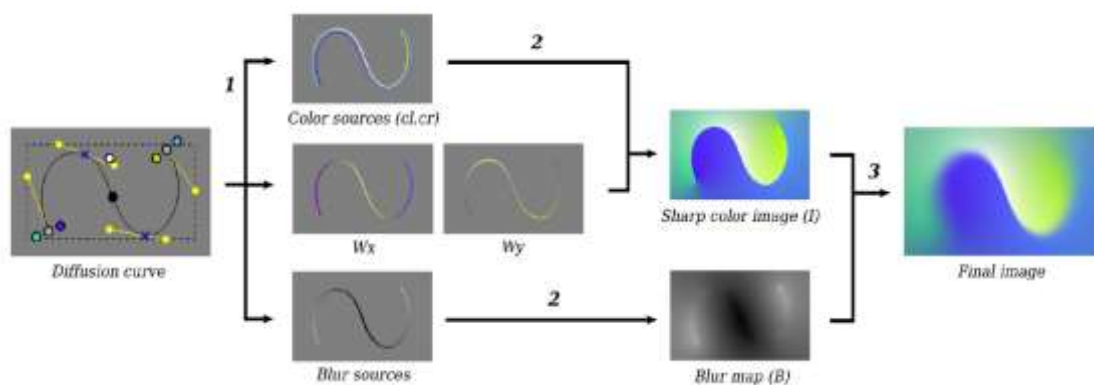 1
2
Color sources (cl,cr)
Diffusion curve
Wx
Wy
Sharp color image (I)
3
Final image
2
Blur sources
Blur map (B)